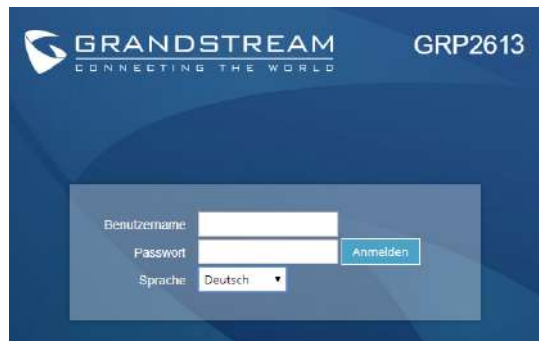 GRANDSTREAM
CONNECTING THE WORLD
GRP2613
Benutzername
Passwort
Anmelden
Sprache
Deutsch